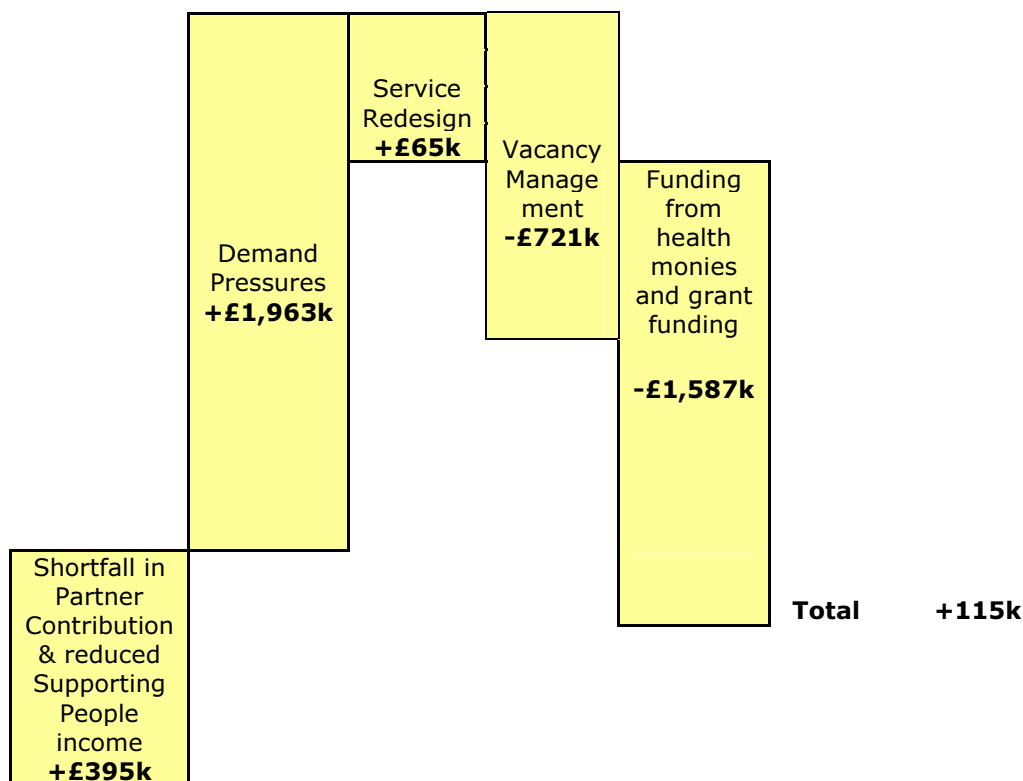 Service
Redesign
+£65k
Vacancy
Manage
ment
-£721k
Funding
from
health
monies
and grant
funding
-£1,587k
Demand
Pressures
+£1,963k
Shortfall in
Partner
Contribution
& reduced
Supporting
People
income
+£395k
Total +115k